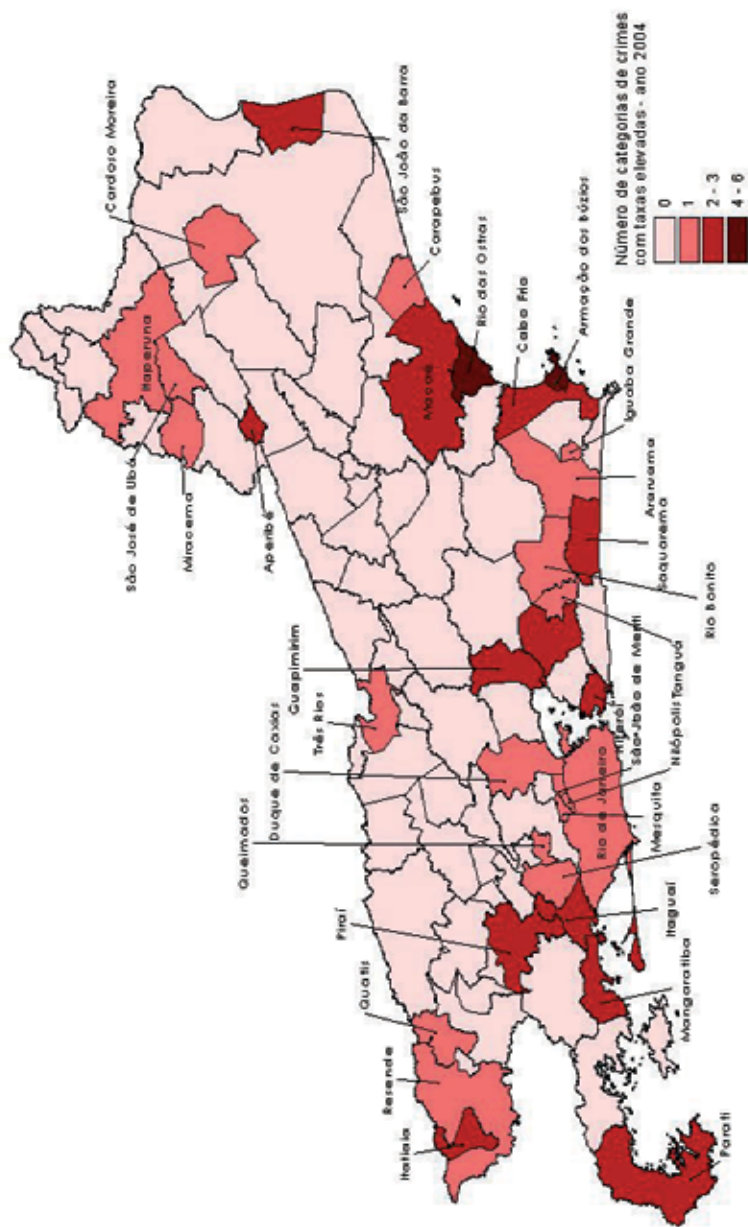 Cardoso Moreira
São João da Barra
Itaperuna
São José de Ubá
Miracema
Aperibé
Carapebus
Macaé
Rio das Ostras
Cabo Frio
Armação dos Búzios
Iguaba Grande
Araruama
Saquarema
Rio Bonito
Tanguá
Guapimirim
Três Rios
Duque de Caxias
Queimados
Niterói
São João de Meriti
Nilópolis
Rio de Janeiro
Mesquita
Seropédica
Itaguaí
Piraí
Mangaratiba
Quatis
Resende
Itatiaia
Parati
Número de categorias de crimes
com taxas elevadas - ano 2004
0
1
2 - 3
4 - 6